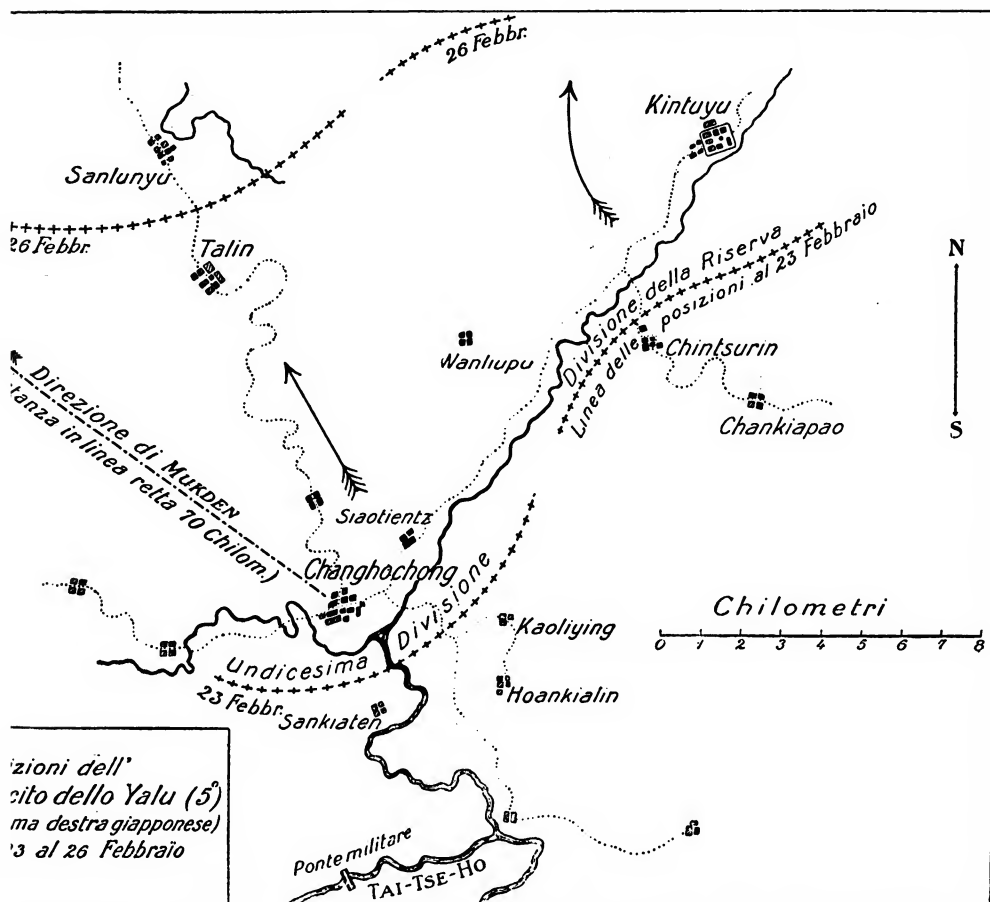 26 Febbr.
Kintuyu
Sanlunyu
26 Febbr.
Talin
Divisione della Riserva
Linea delle posizioni al 23 Febbraio
N
S
Wanliupu
Chintsurin
Chankiapao
Direzione di MUKDEN
tanza in linea retta 70 Chilom.)
Siaotientz
Changhochong
Undicesima Divisione
23 Febbr.
Kaoliying
Hoankialin
Sankiaten
Chilometri
0 1 2 3 4 5 6 7 8
izioni dell'
cito dello Yalu (5°)
ma destra giapponese)
23 al 26 Febbraio
Ponte militare
TAI-TSE-HO